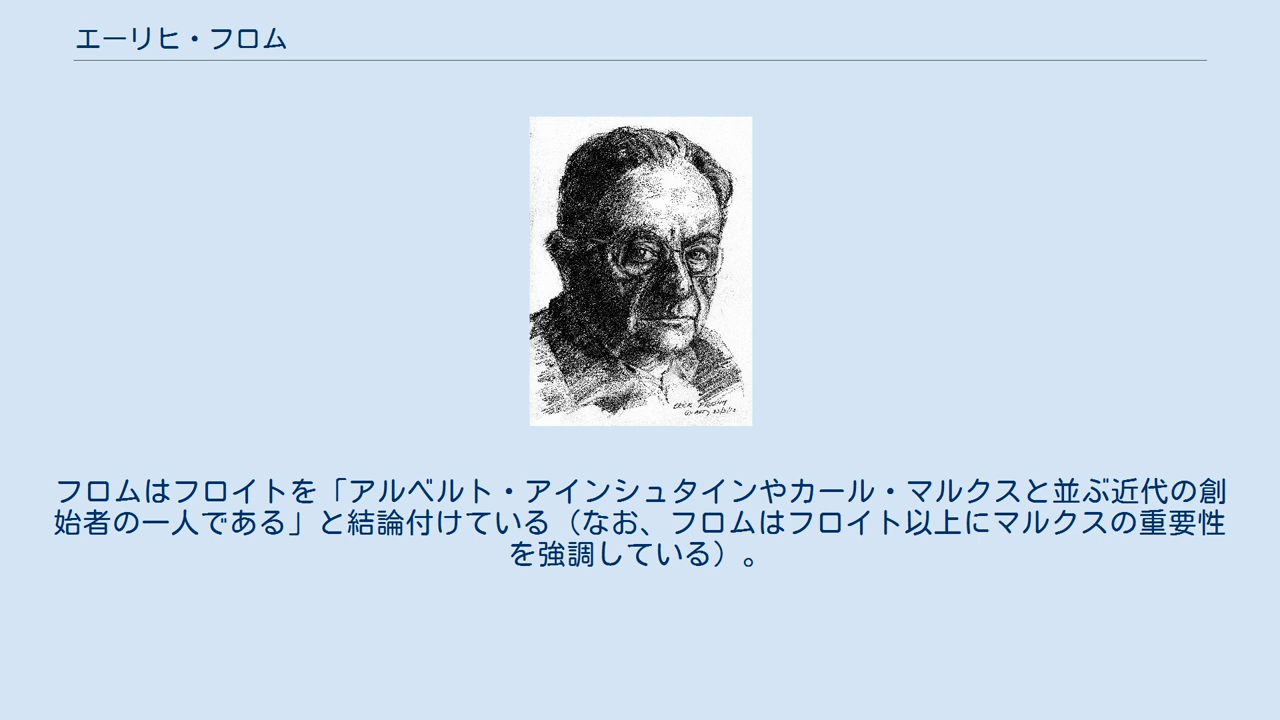 エーリヒ・フロム
フロムはフロイトを「アルベルト・アインシュタインやカール・マルクスと並ぶ近代の創
始者の一人である」と結論付けている（なお、フロムはフロイト以上にマルクスの重要性
を強調している）。